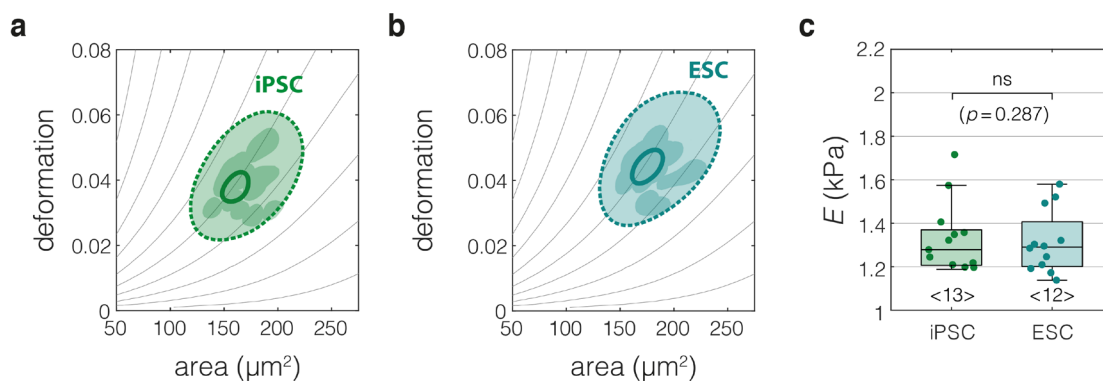 a
deformation
0.08
0.06
0.04
0.02
0
iPSC
50
100
150
200
250
area (µm²)
b
deformation
0.08
0.06
0.04
0.02
0
ESC
50
100
150
200
250
area (µm²)
c
E (kPa)
2.2
2
1.8
1.6
1.4
1.2
1
ns
(p = 0.287)
<13>
<12>
iPSC
ESC